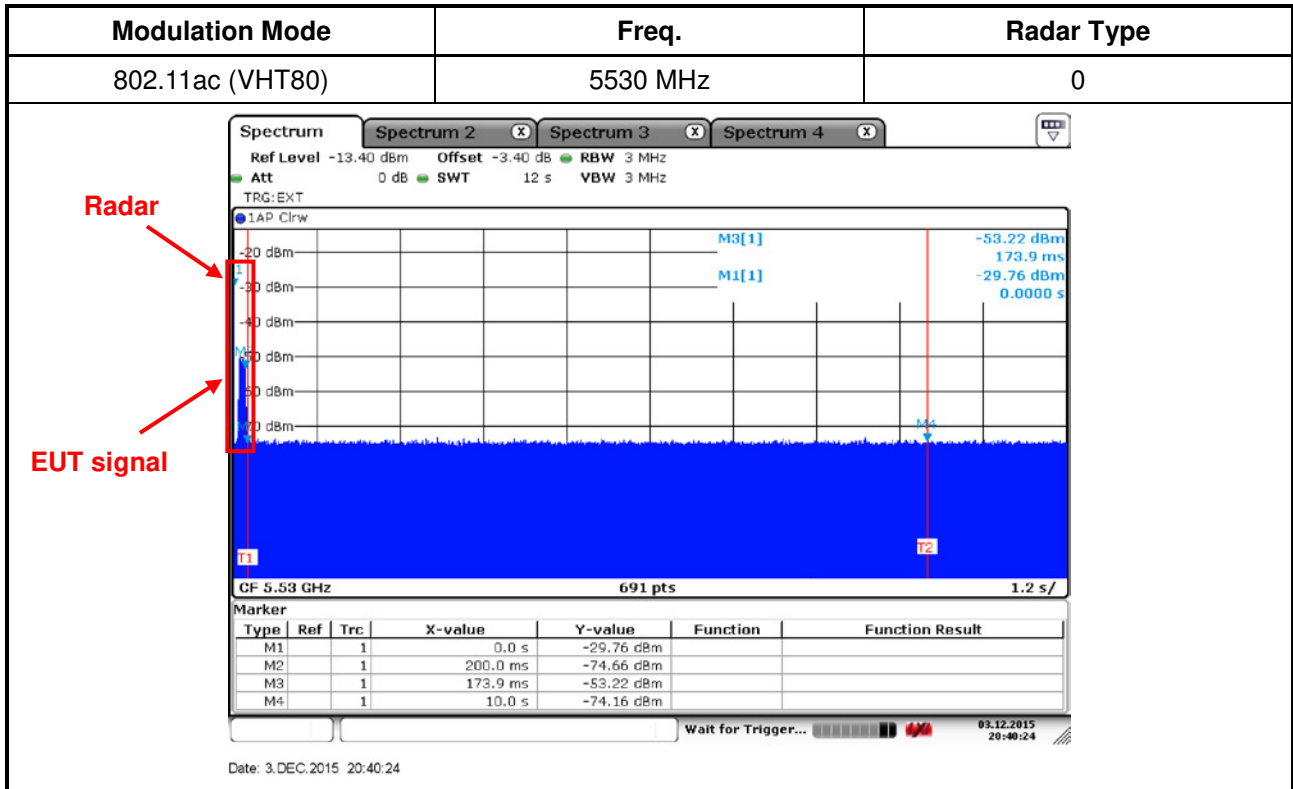 Modulation Mode Freq. Radar Type
802.11ac (VHT80) 5530 MHz 0
Spectrum Spectrum 2 X Spectrum 3 X Spectrum 4 X
Ref Level -13.40 dBm Offset -3.40 dB RBW 3 MHz
Att 0 dB SWT 12 s VBW 3 MHz
TRG:EXT
Radar
1AP Clrw
M3[1] -53.22 dBm
-20 dBm
173.9 ms
1
M1[1] -29.76 dBm
-30 dBm
0.0000 s
-40 dBm
-50 dBm
EUT signal
M4
T1 T2
CF 5.53 GHz 691 pts 1.2 s/
Marker
Type Ref Trc X-value Y-value Function Function Result
M1 1 0.0 s -29.76 dBm
M2 1 200.0 ms -74.66 dBm
M3 1 173.9 ms -53.22 dBm
M4 1 10.0 s -74.16 dBm
Wait for Trigger... 03.12.2015
20:40:24
Date: 3.DEC.2015 20:40:24